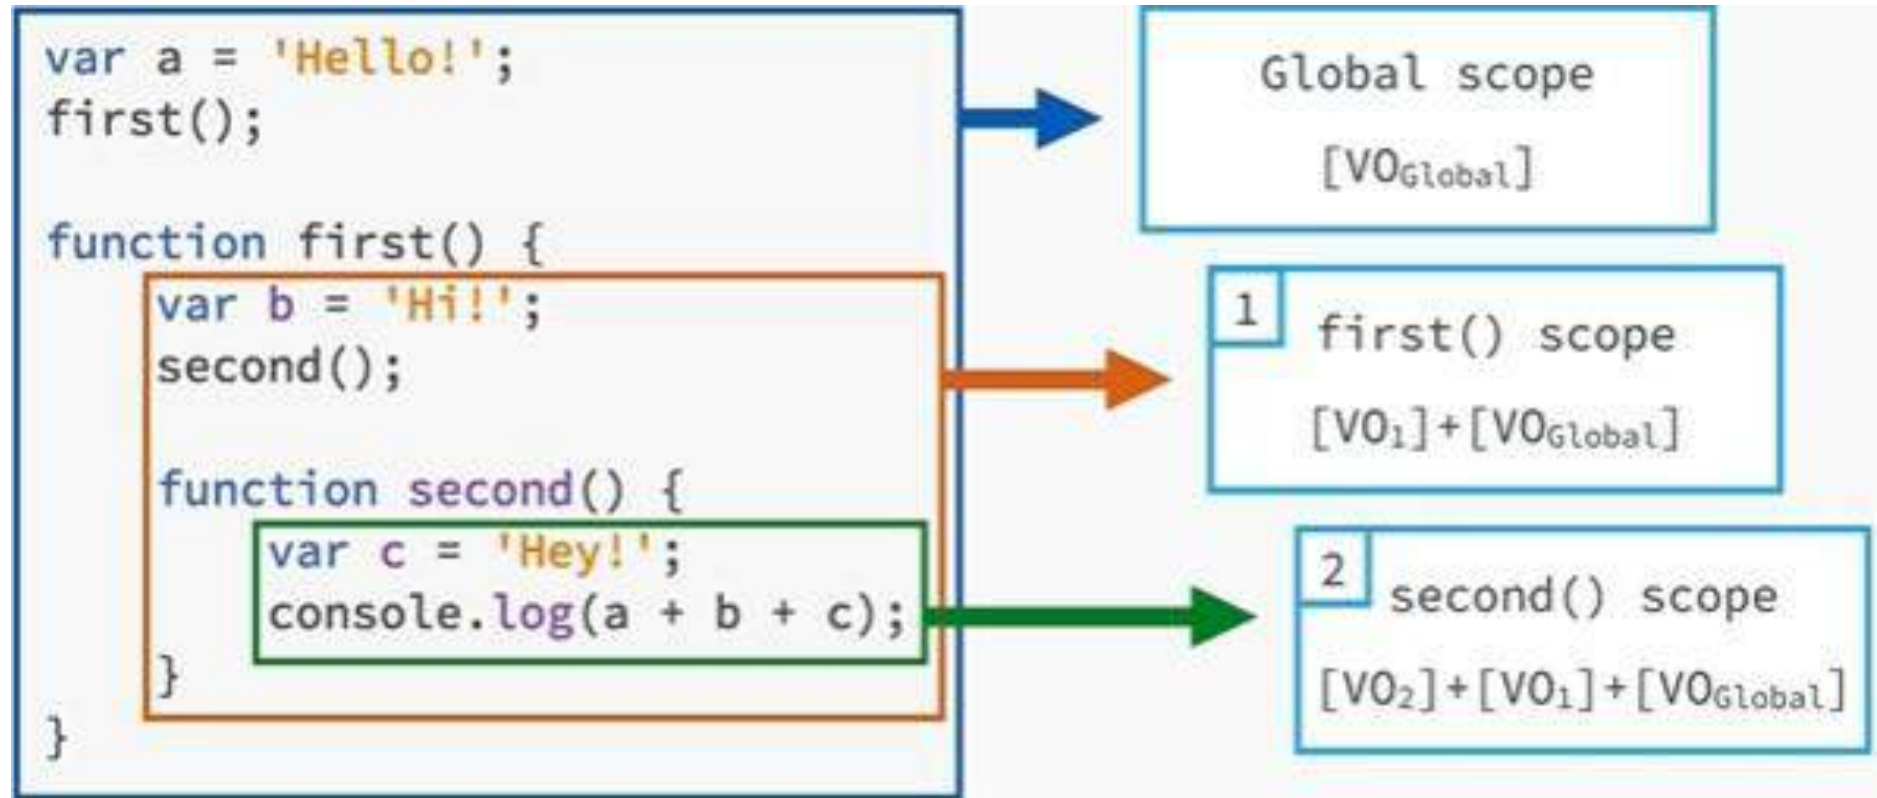 var a = 'Hello!';
first();
function first() {
var b = 'Hi!';
second();
function second() {
var c = 'Hey!';
console.log(a + b + c);
}
}
Global scope
[VOGlobal]
1
first() scope
[VO1]+[VOGlobal]
2
second() scope
[VO2]+[VO1]+[VOGlobal]